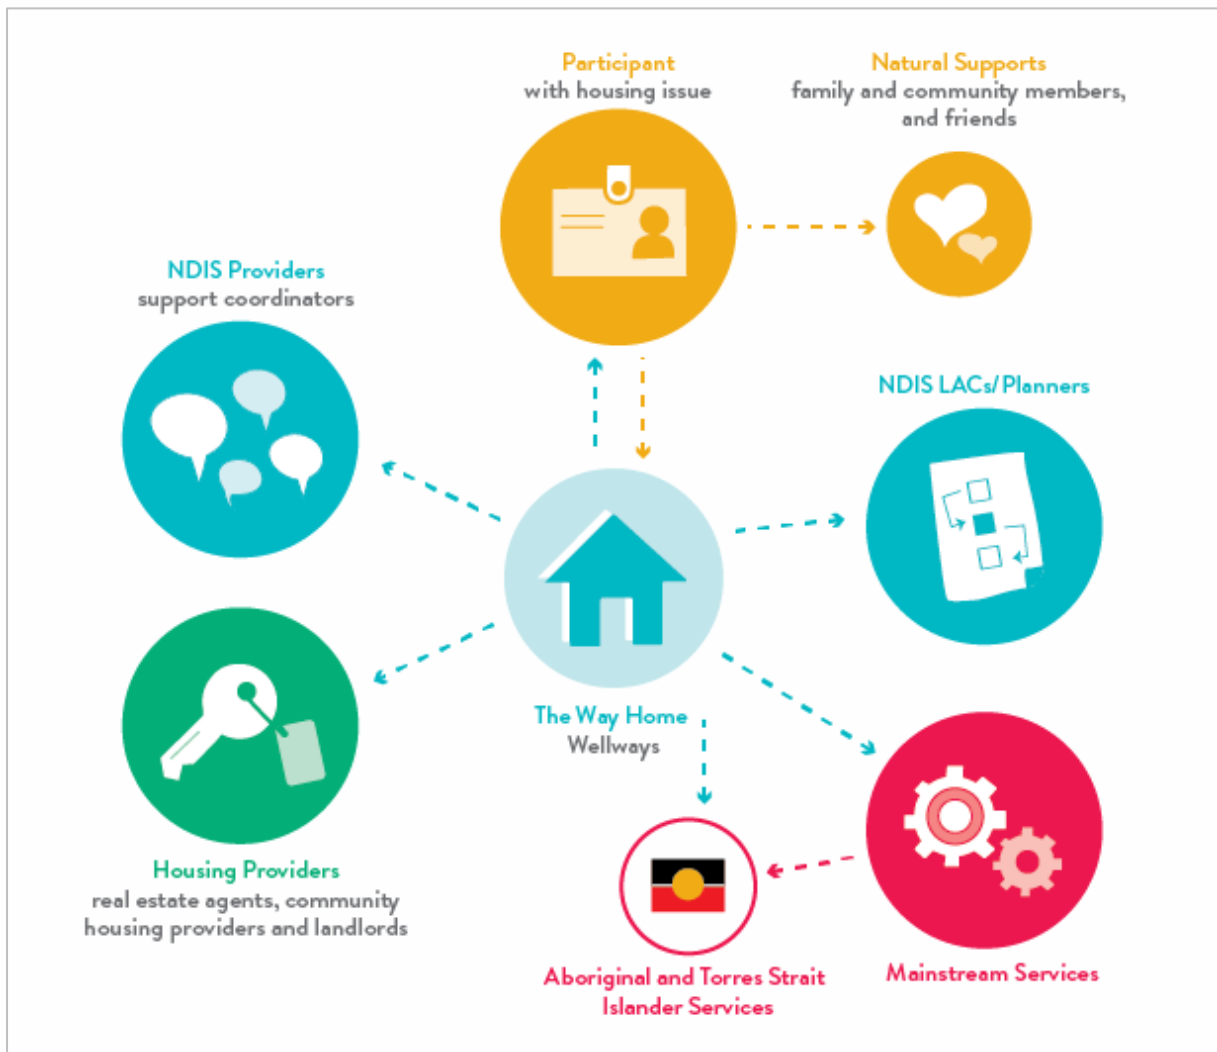 Participant
with housing issue
Natural Supports
family and community members,
and friends
NDIS Providers
support coordinators
NDIS LACs/Planners
The Way Home
Wellways
Housing Providers
real estate agents, community
housing providers and landlords
Aboriginal and Torres Strait
Islander Services
Mainstream Services